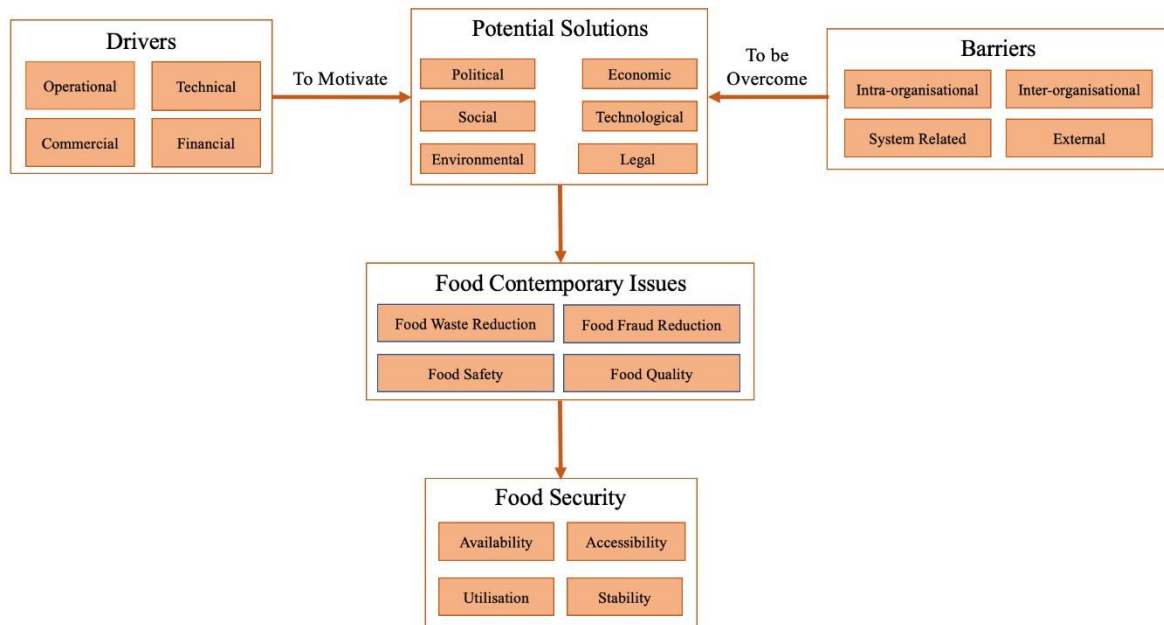 Drivers
Operational
Technical
Commercial
Financial
To Motivate
Potential Solutions
Political
Economic
Social
Technological
Environmental
Legal
To be
Overcome
Barriers
Intra-organisational
Inter-organisational
System Related
External
Food Contemporary Issues
Food Waste Reduction
Food Fraud Reduction
Food Safety
Food Quality
Food Security
Availability
Accessibility
Utilisation
Stability